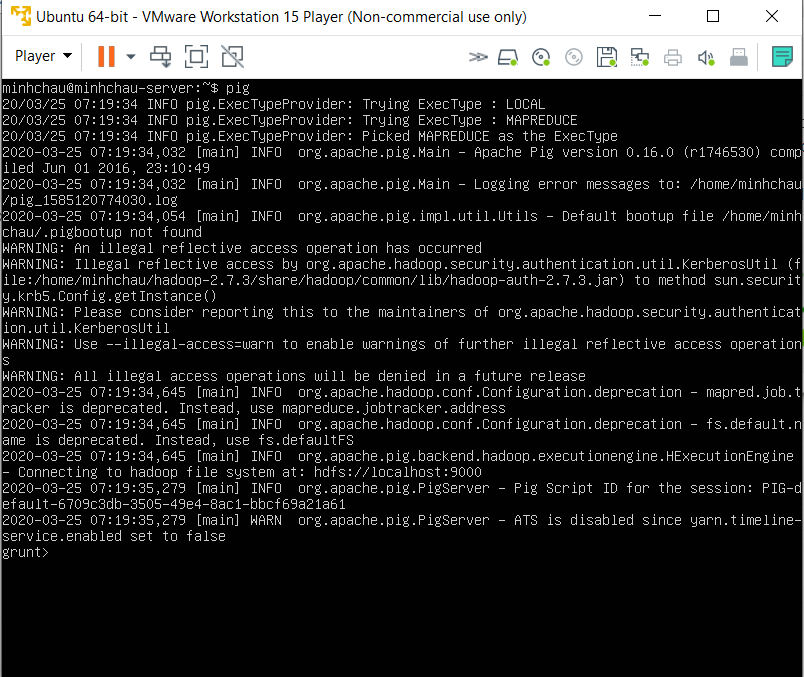 Ubuntu 64-bit - VMware Workstation 15 Player (Non-commercial use only)
Player
minhchau@minhchau-server:~$ pig
20/03/25 07:19:34 INFO pig.ExecTypeProvider: Trying ExecType : LOCAL
20/03/25 07:19:34 INFO pig.ExecTypeProvider: Trying ExecType : MAPREDUCE
20/03/25 07:19:34 INFO pig.ExecTypeProvider: Picked MAPREDUCE as the ExecType
2020-03-25 07:19:34,032 [main] INFO  org.apache.pig.Main - Apache Pig version 0.16.0 (r1746530) comp
iled Jun 01 2016, 23:10:49
2020-03-25 07:19:34,032 [main] INFO  org.apache.pig.Main - Logging error messages to: /home/minhchau
/pig_1585120774030.log
2020-03-25 07:19:34,054 [main] INFO  org.apache.pig.impl.util.Utils - Default bootup file /home/minh
chau/.pigbootup not found
WARNING: An illegal reflective access operation has occurred
WARNING: Illegal reflective access by org.apache.hadoop.security.authentication.util.KerberosUtil (f
ile:/home/minhchau/hadoop-2.7.3/share/hadoop/common/lib/hadoop-auth-2.7.3.jar) to method sun.securit
y.krb5.Config.getInstance()
WARNING: Please consider reporting this to the maintainers of org.apache.hadoop.security.authenticat
ion.util.KerberosUtil
WARNING: Use --illegal-access=warn to enable warnings of further illegal reflective access operation
s
WARNING: All illegal access operations will be denied in a future release
2020-03-25 07:19:34,645 [main] INFO  org.apache.hadoop.conf.Configuration.deprecation - mapred.job.t
racker is deprecated. Instead, use mapreduce.jobtracker.address
2020-03-25 07:19:34,645 [main] INFO  org.apache.hadoop.conf.Configuration.deprecation - fs.default.n
ame is deprecated. Instead, use fs.defaultFS
2020-03-25 07:19:34,645 [main] INFO  org.apache.pig.backend.hadoop.executionengine.HExecutionEngine
- Connecting to hadoop file system at: hdfs://localhost:9000
2020-03-25 07:19:35,279 [main] INFO  org.apache.pig.PigServer - Pig Script ID for the session: PIG-d
efault-6709c3db-3505-49e4-8ac1-bbcf69a21a61
2020-03-25 07:19:35,279 [main] WARN  org.apache.pig.PigServer - ATS is disabled since yarn.timeline-
service.enabled set to false
grunt>